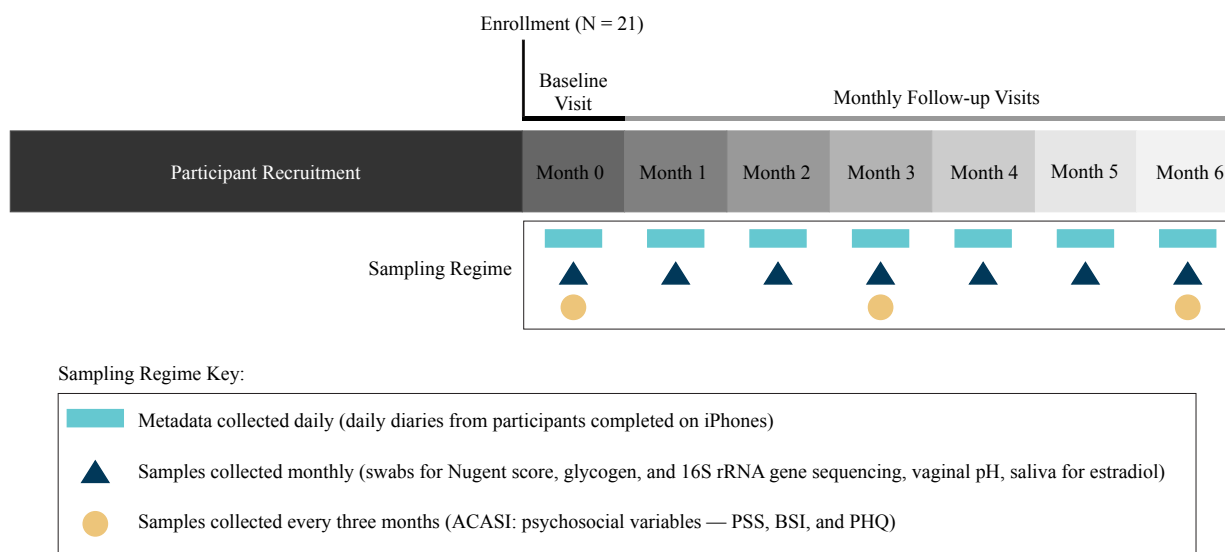 Enrollment (N = 21)
Baseline
Visit
Monthly Follow-up Visits
Participant Recruitment
Month 0
Month 1
Month 2
Month 3
Month 4
Month 5
Month 6
Sampling Regime
Sampling Regime Key:
Metadata collected daily (daily diaries from participants completed on iPhones)
Samples collected monthly (swabs for Nugent score, glycogen, and 16S rRNA gene sequencing, vaginal pH, saliva for estradiol)
Samples collected every three months (ACASI: psychosocial variables — PSS, BSI, and PHQ)